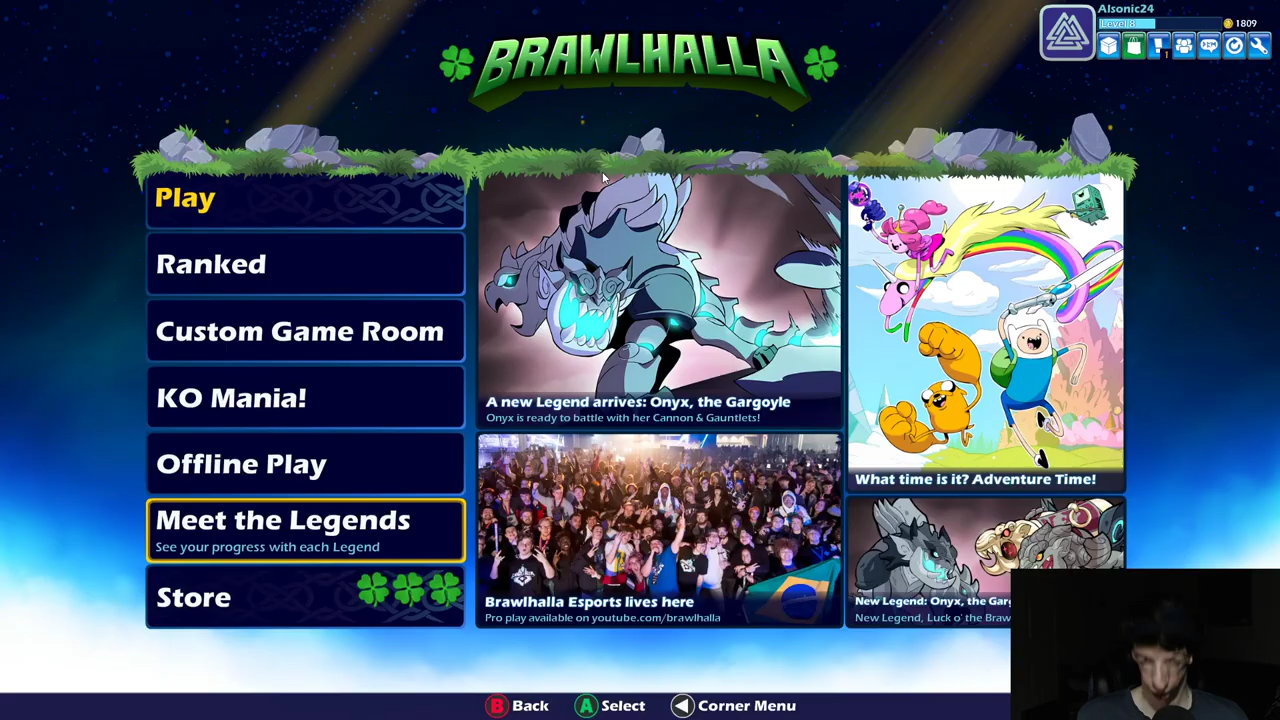 Alsonic24
Level 8
1809
1
BRAWLHALLA
Play
Ranked
Custom Game Room
KO Mania!
Offline Play
Meet the Legends
See your progress with each Legend
Store
A new Legend arrives: Onyx, the Gargoyle
Onyx is ready to battle with her Cannon & Gauntlets!
Brawlhalla Esports lives here
Pro play available on youtube.com/brawlhalla
What time is it? Adventure Time!
New Legend: Onyx, the Garg
New Legend, Luck o' the Braw
B Back
A Select
Corner Menu